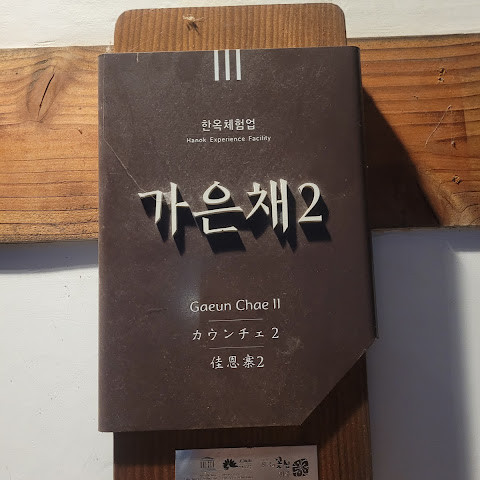 한옥체험업
Hanok Experience Facility
가은채2
Gaeun Chae II
カウンチェ 2
佳恩寨2